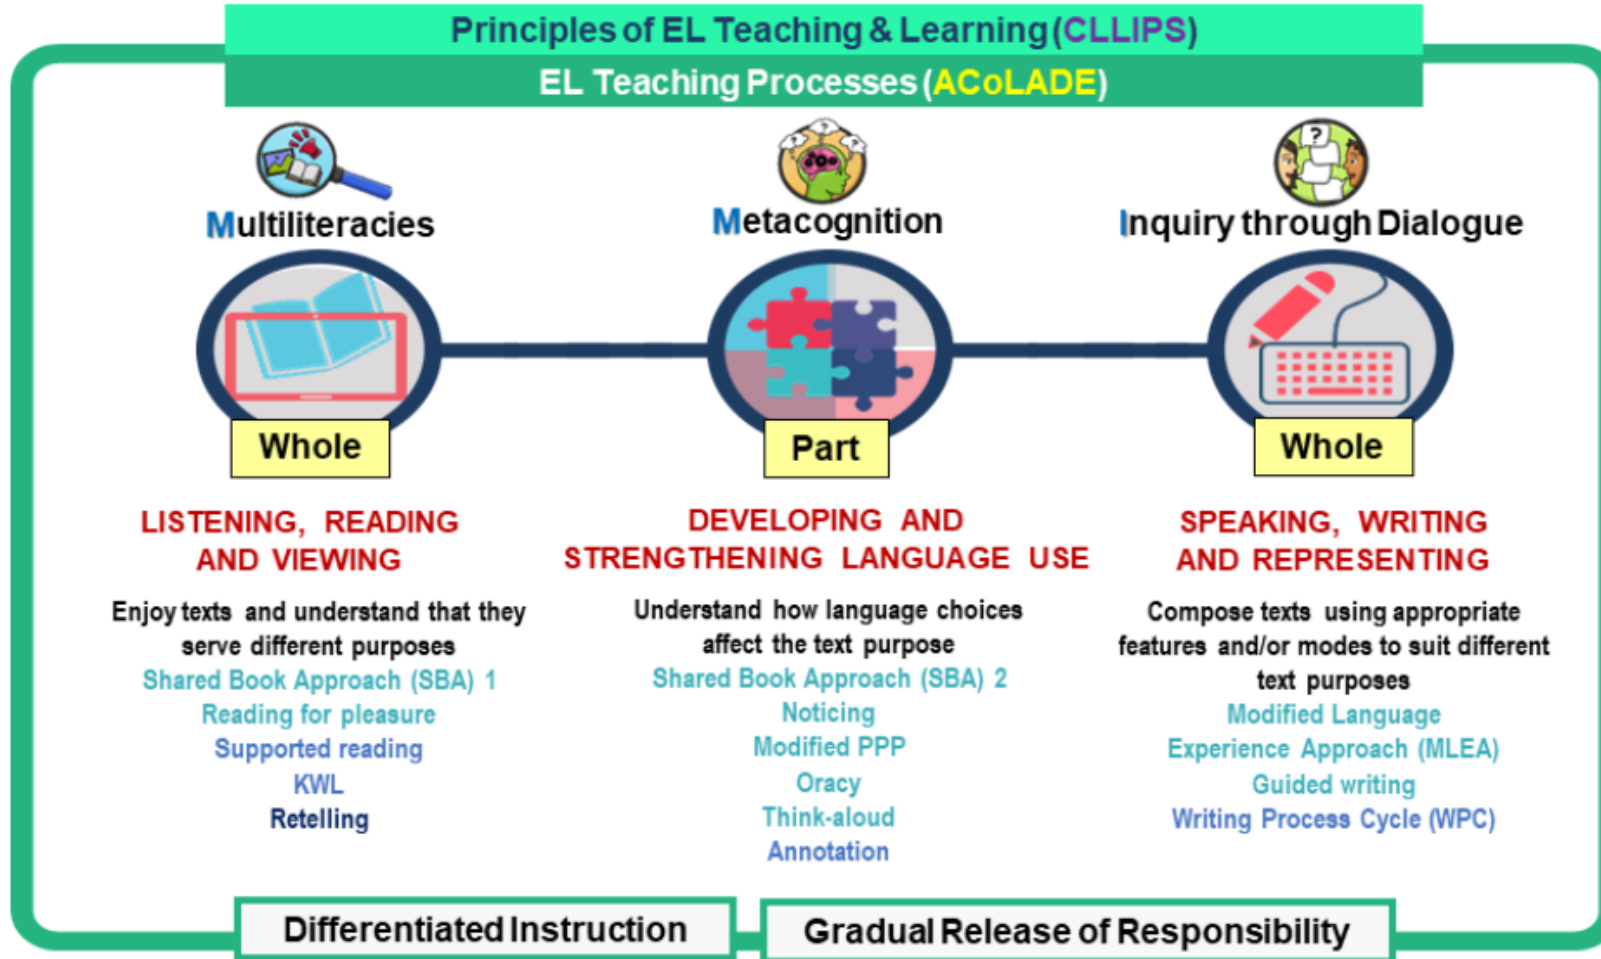 Principles of EL Teaching & Learning (CLLIPS)
EL Teaching Processes (ACoLADE)
Multiliteracies
Whole
LISTENING, READING
AND VIEWING
Enjoy texts and understand that they
serve different purposes
Shared Book Approach (SBA) 1
Reading for pleasure
Supported reading
KWL
Retelling
Metacognition
Part
DEVELOPING AND
STRENGTHENING LANGUAGE USE
Understand how language choices
affect the text purpose
Shared Book Approach (SBA) 2
Noticing
Modified PPP
Oracy
Think-aloud
Annotation
Inquiry through Dialogue
Whole
SPEAKING, WRITING
AND REPRESENTING
Compose texts using appropriate
features and/or modes to suit different
text purposes
Modified Language
Experience Approach (MLEA)
Guided writing
Writing Process Cycle (WPC)
Differentiated Instruction
Gradual Release of Responsibility